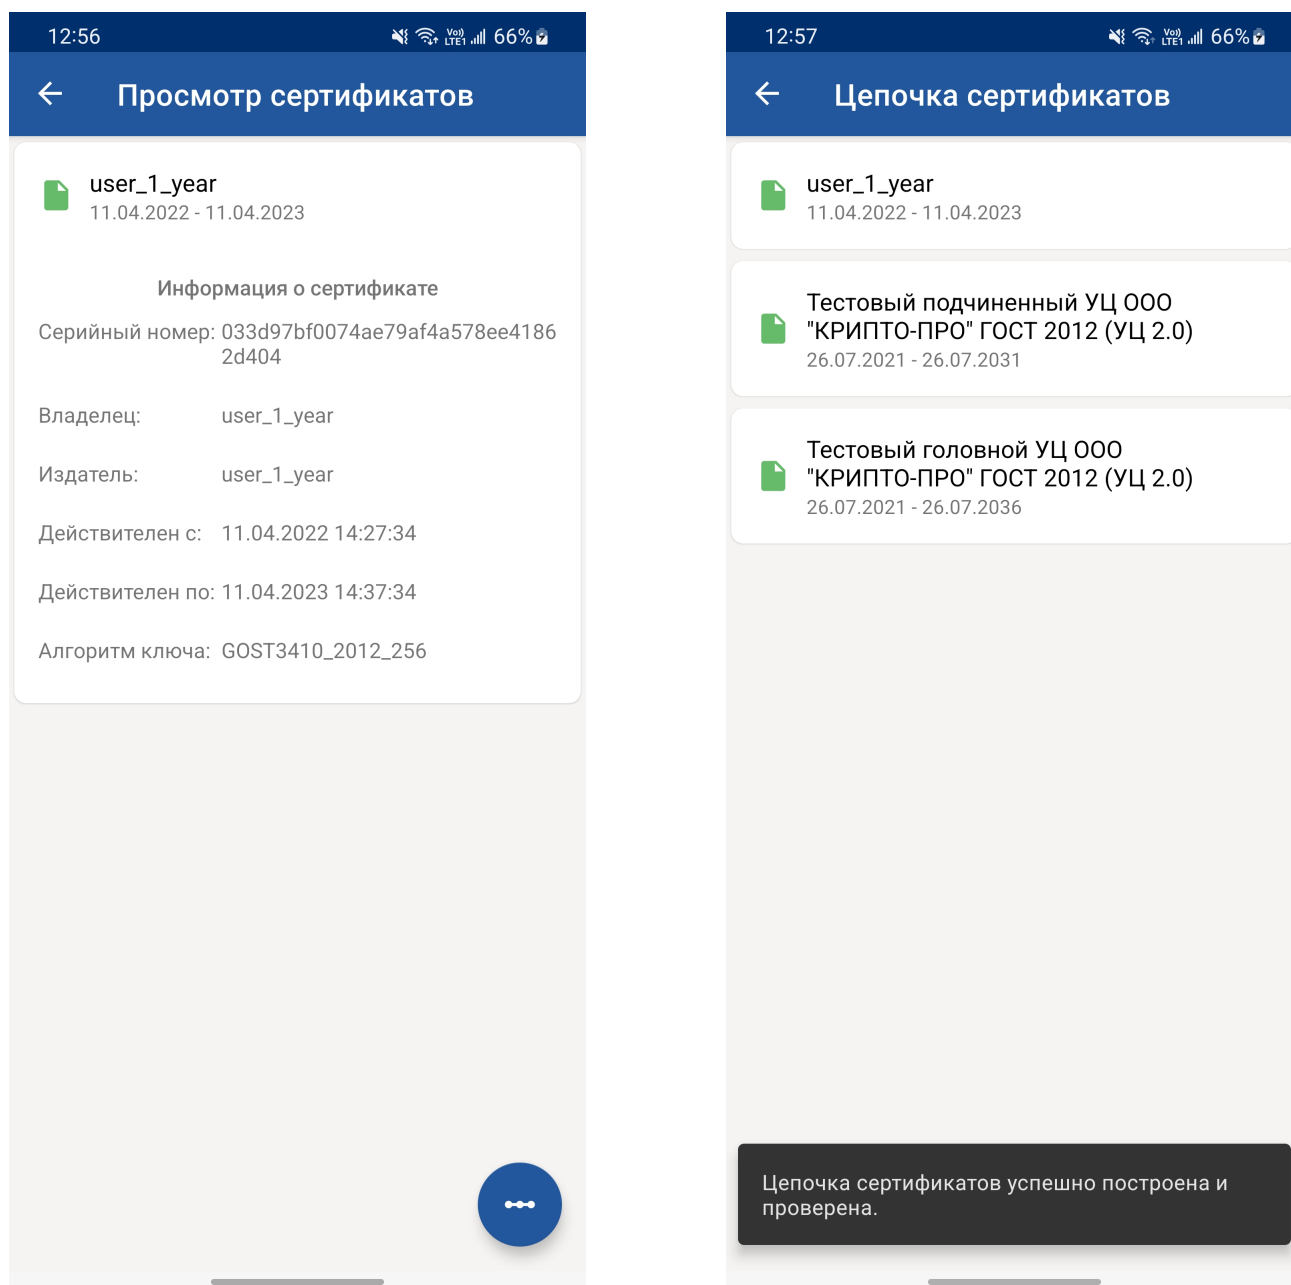 12:56
Vo))
LTE1
66%
Просмотр сертификатов
user_1_year
11.04.2022 - 11.04.2023
Информация о сертификате
Серийный номер: 033d97bf0074ae79af4a578ee4186
2d404
Владелец: user_1_year
Издатель: user_1_year
Действителен с: 11.04.2022 14:27:34
Действителен по: 11.04.2023 14:37:34
Алгоритм ключа: GOST3410_2012_256
12:57
Vo))
LTE1
66%
Цепочка сертификатов
user_1_year
11.04.2022 - 11.04.2023
Тестовый подчиненный УЦ ООО
"КРИПТО-ПРО" ГОСТ 2012 (УЦ 2.0)
26.07.2021 - 26.07.2031
Тестовый головной УЦ ООО
"КРИПТО-ПРО" ГОСТ 2012 (УЦ 2.0)
26.07.2021 - 26.07.2036
Цепочка сертификатов успешно построена и
проверена.